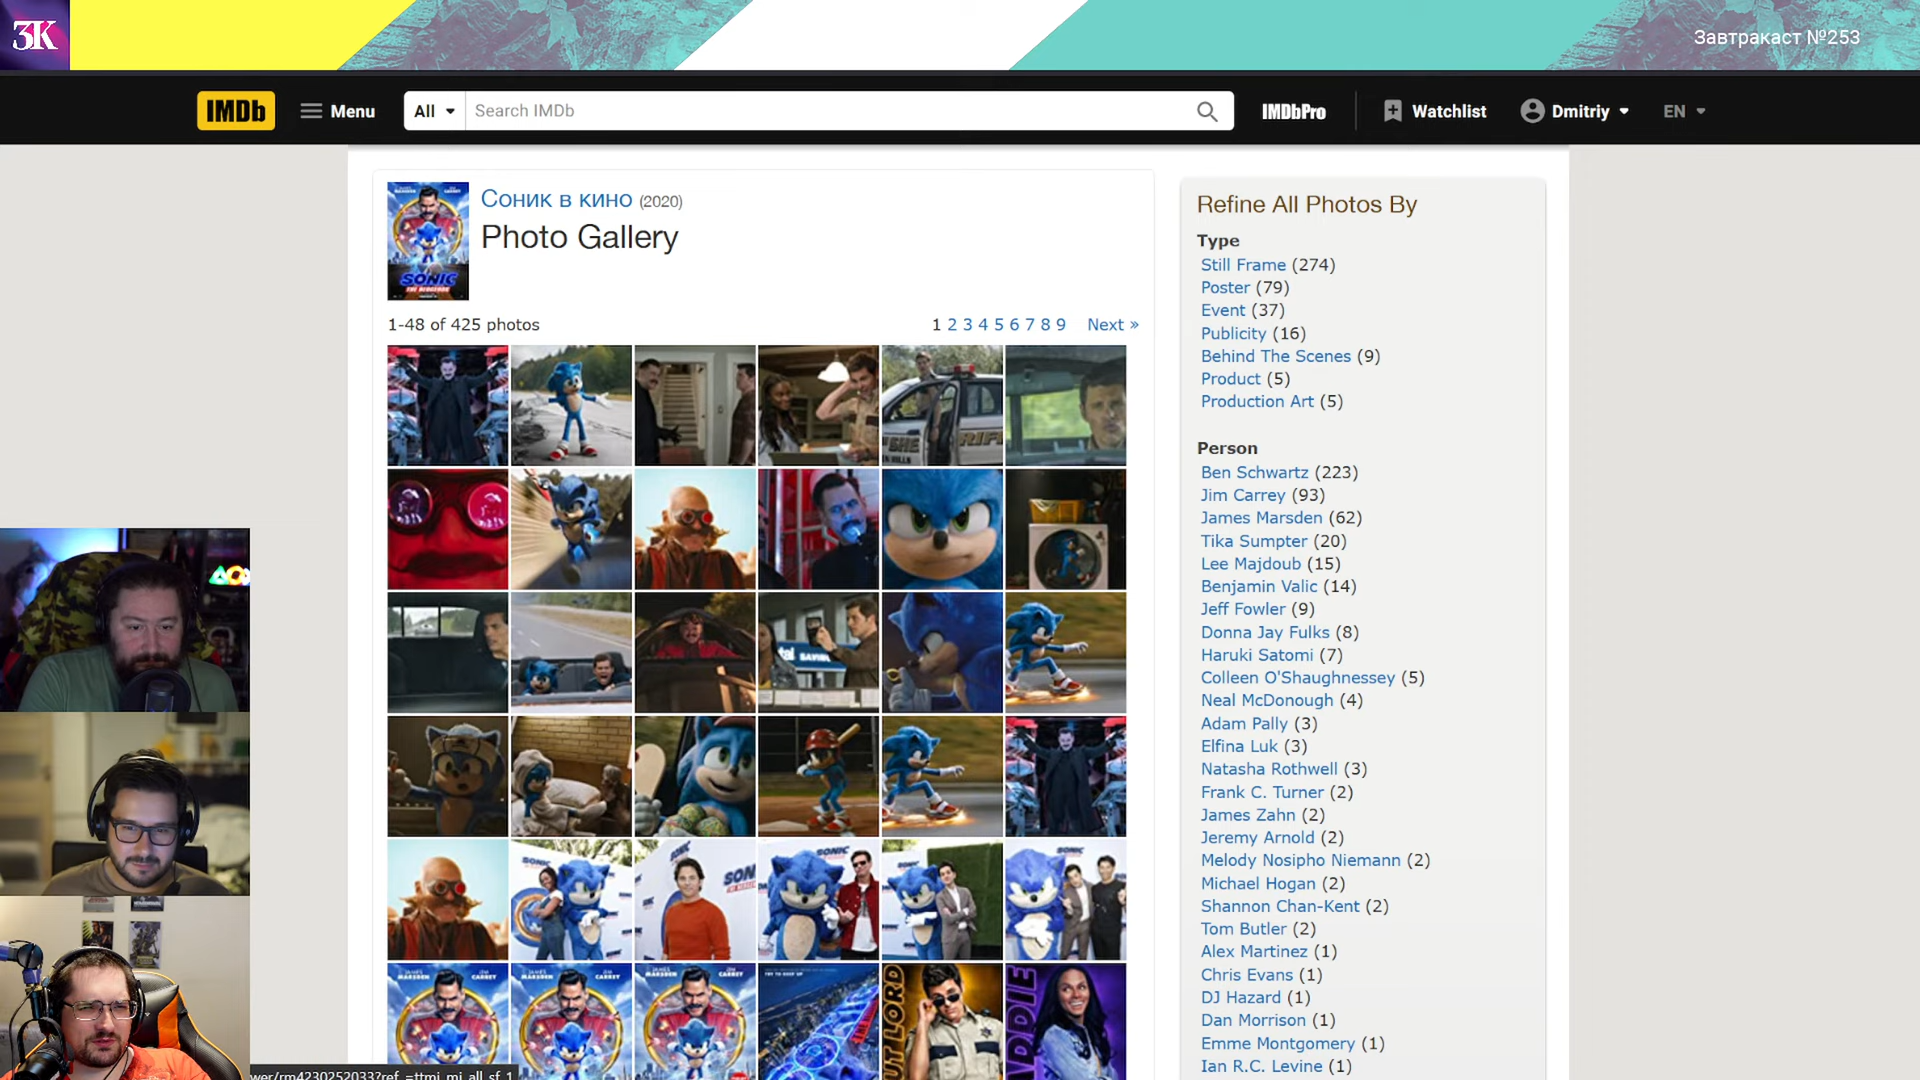 ЗК
Завтракаст №253
IMDb
Menu
All
Search IMDb
IMDbPro
Watchlist
Dmitriy
EN
Соник в кино (2020)
Photo Gallery
1-48 of 425 photos
1 2 3 4 5 6 7 8 9 Next »
Refine All Photos By
Type
Still Frame (274)
Poster (79)
Event (37)
Publicity (16)
Behind The Scenes (9)
Product (5)
Production Art (5)
Person
Ben Schwartz (223)
Jim Carrey (93)
James Marsden (62)
Tika Sumpter (20)
Lee Majdoub (15)
Benjamin Valic (14)
Jeff Fowler (9)
Donna Jay Fulks (8)
Haruki Satomi (7)
Colleen O'Shaughnessey (5)
Neal McDonough (4)
Adam Pally (3)
Elfina Luk (3)
Natasha Rothwell (3)
Frank C. Turner (2)
James Zahn (2)
Jeremy Arnold (2)
Melody Nosipho Niemann (2)
Michael Hogan (2)
Shannon Chan-Kent (2)
Tom Butler (2)
Alex Martinez (1)
Chris Evans (1)
DJ Hazard (1)
Dan Morrison (1)
Emme Montgomery (1)
Ian R.C. Levine (1)
SONIC
SHE
RIFF
wer/rm4230252033?ref_=ttmi_mi_all_sf_1